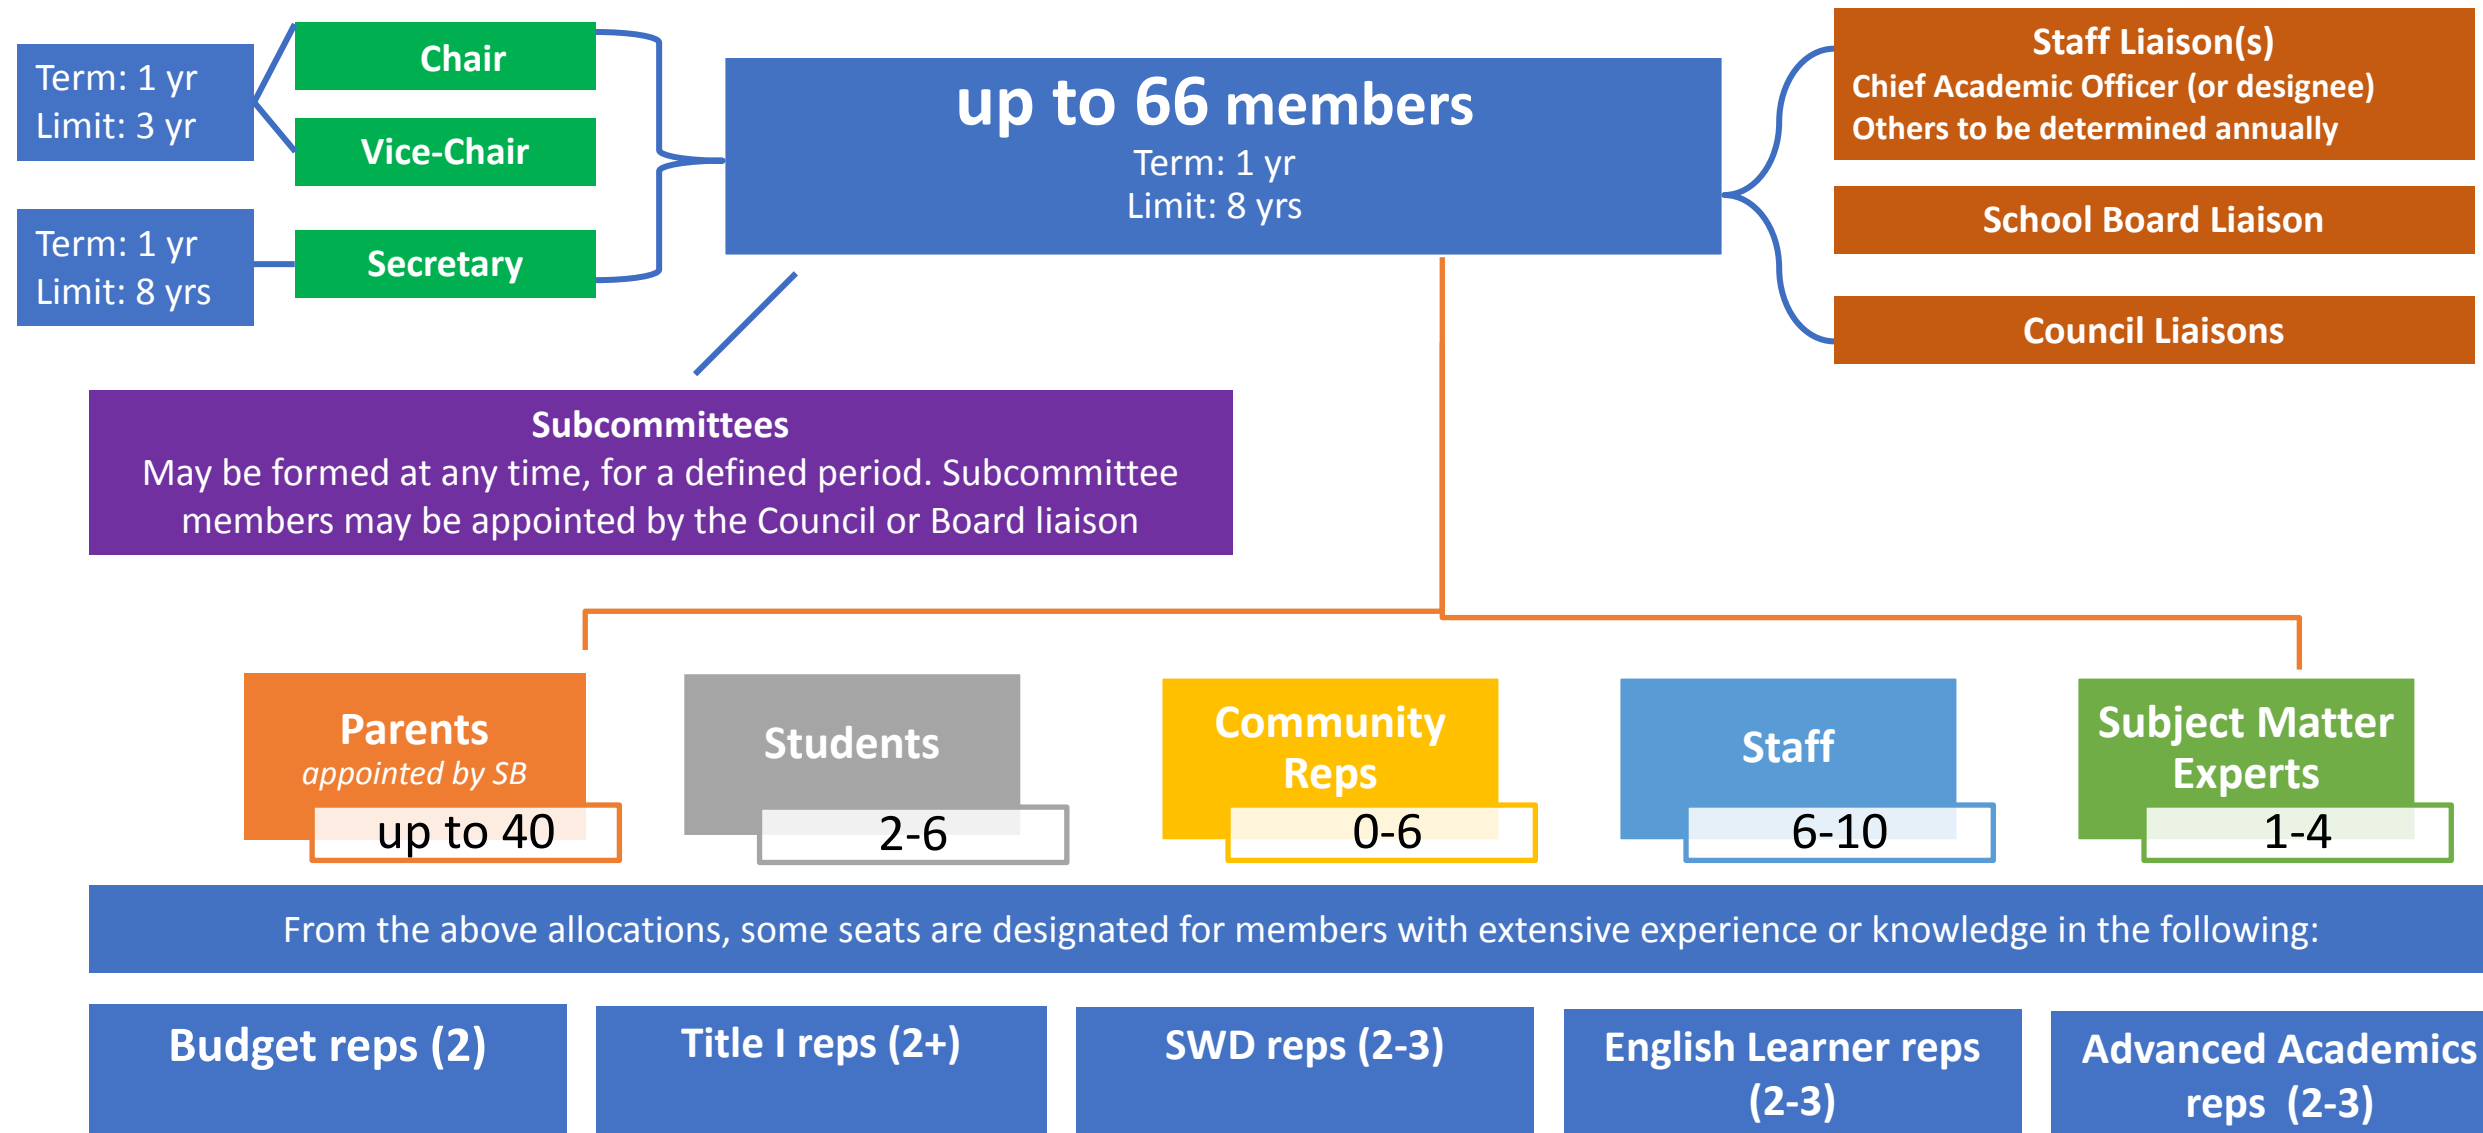 Term: 1 yr
Limit: 3 yr
Chair
Vice-Chair
Term: 1 yr
Limit: 8 yrs
Secretary
up to 66 members
Term: 1 yr
Limit: 8 yrs
Staff Liaison(s)
Chief Academic Officer (or designee)
Others to be determined annually
School Board Liaison
Council Liaisons
Subcommittees
May be formed at any time, for a defined period. Subcommittee
members may be appointed by the Council or Board liaison
Parents
appointed by SB
up to 40
Students
2-6
Community
Reps
0-6
Staff
6-10
Subject Matter
Experts
1-4
From the above allocations, some seats are designated for members with extensive experience or knowledge in the following:
Budget reps (2)
Title I reps (2+)
SWD reps (2-3)
English Learner reps
(2-3)
Advanced Academics
reps (2-3)